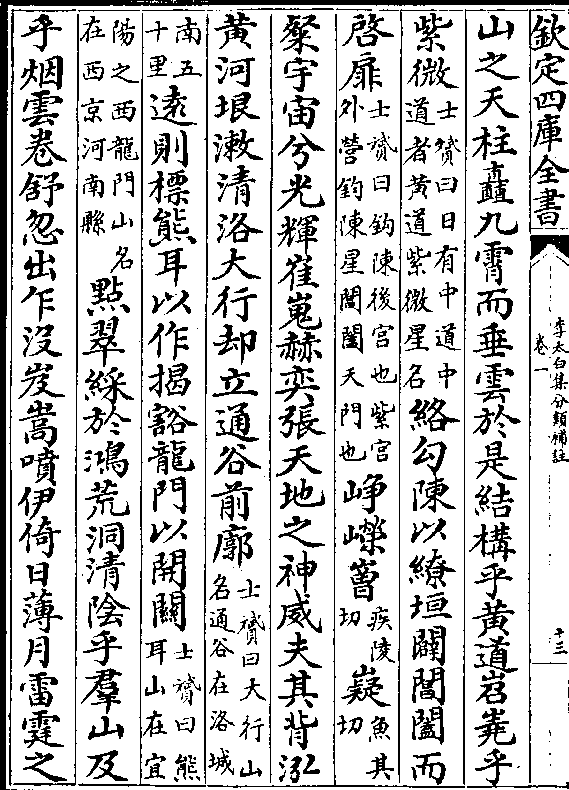 欽定四庫全書
李太白集分類補註
卷一
十三
山之天柱矗九霄而垂雲於是結構乎黃道岧嶤乎
紫微士贇曰日有中道中道者黃道紫微星名絡勾陳以繚垣闢閶闔而
啓扉士贇曰鈎陳後宮也紫宮外營鈎陳星閶闔天門也崢嶸嶒疾陵切嶷魚其切
粲宇宙兮光輝崔嵬赫奕張天地之神威夫其背泓
黃河垠潄清洛大行却立通谷前廓士贇曰大行山名通谷在洛城
南五十里遠則標熊耳以作揭豁龍門以開闗士贇曰熊耳山在宜
陽之西龍門山名在西京河南縣點翠綵於鴻荒洞清陰乎羣山及
乎烟雲卷舒忽出乍沒岌嵩噴伊倚日薄月雷霆之